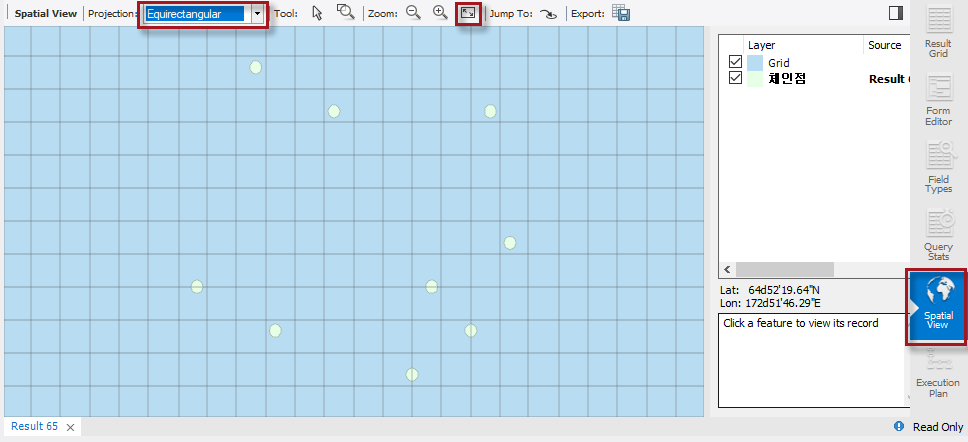 Spatial View Projection: Equirectangular Tool: Zoom: Jump To: Export:
Layer Source
Grid
체인점 Result 6
Lat: 64d52'19.64"N
Lon: 172d51'46.29"E
Click a feature to view its record
Result
Grid
Form
Editor
Field
Types
Query
Stats
Spatial
View
Execution
Plan
Result 65
Read Only